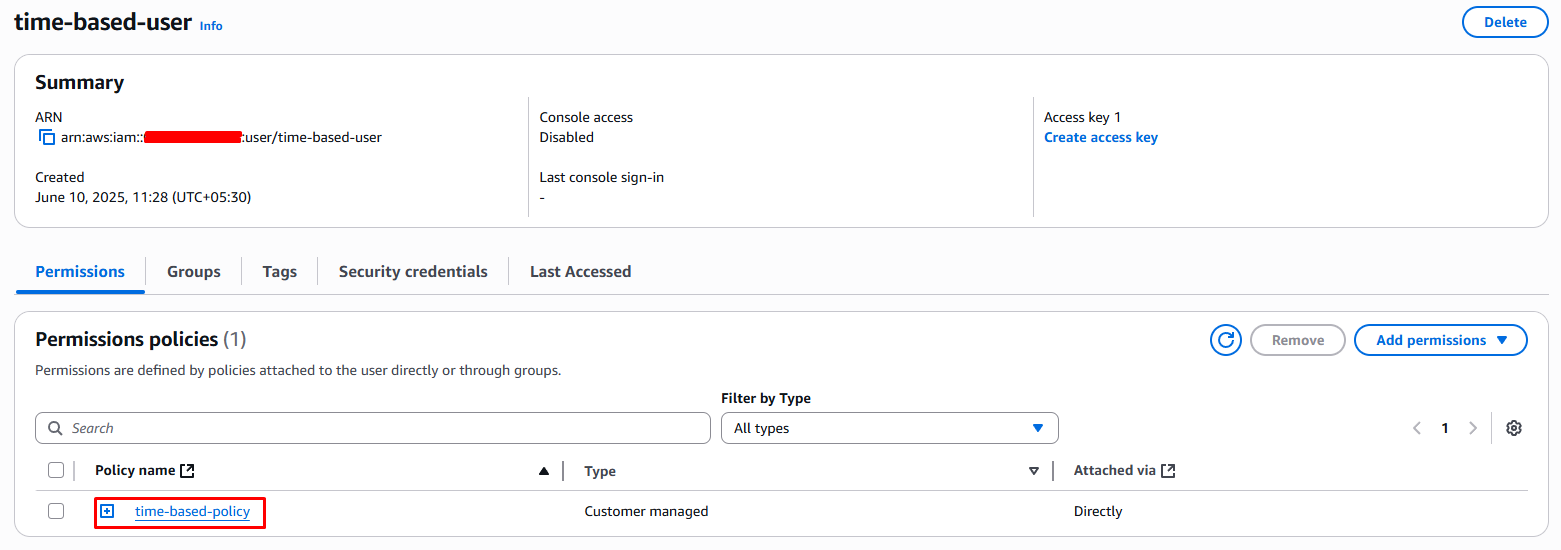 time-based-user Info
Delete
Summary
ARN
arn:aws:iam:: :user/time-based-user
Created
June 10, 2025, 11:28 (UTC+05:30)
Console access
Disabled
Last console sign-in
-
Access key 1
Create access key
Permissions
Groups
Tags
Security credentials
Last Accessed
Permissions policies (1)
Remove
Add permissions
Permissions are defined by policies attached to the user directly or through groups.
Filter by Type
Search
All types
1
Policy name
Type
Attached via
time-based-policy
Customer managed
Directly